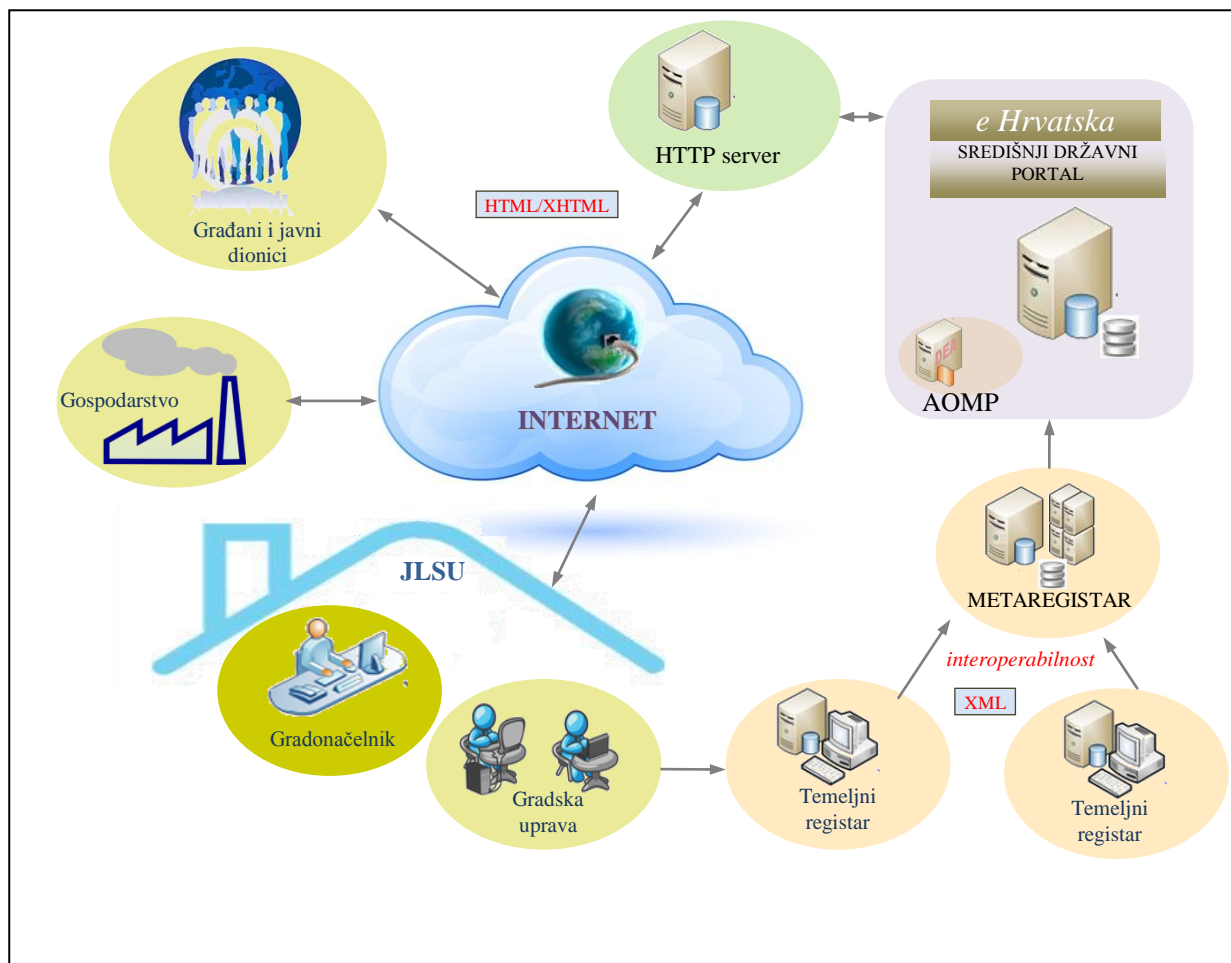 Građani i javni
dionici
HTTP server
e Hrvatska
SREDIŠNJI DRŽAVNI
PORTAL
HTML/XHTML
DEA
AOMP
Gospodarstvo
INTERNET
JLSU
METAREGISTAR
interoperabilnost
XML
Gradonačelnik
Gradska
uprava
Temeljni
registar
Temeljni
registar